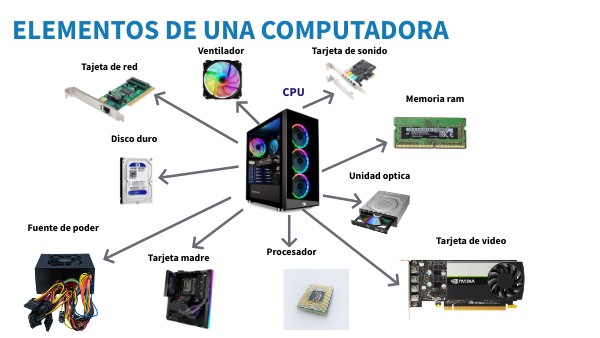 ELEMENTOS DE UNA COMPUTADORA
Ventilador
Tarjeta de sonido
Tajeta de red
CPU
Memoria ram
Disco duro
Unidad optica
Fuente de poder
Tarjeta madre
Procesador
Tarjeta de video
NVIDIA